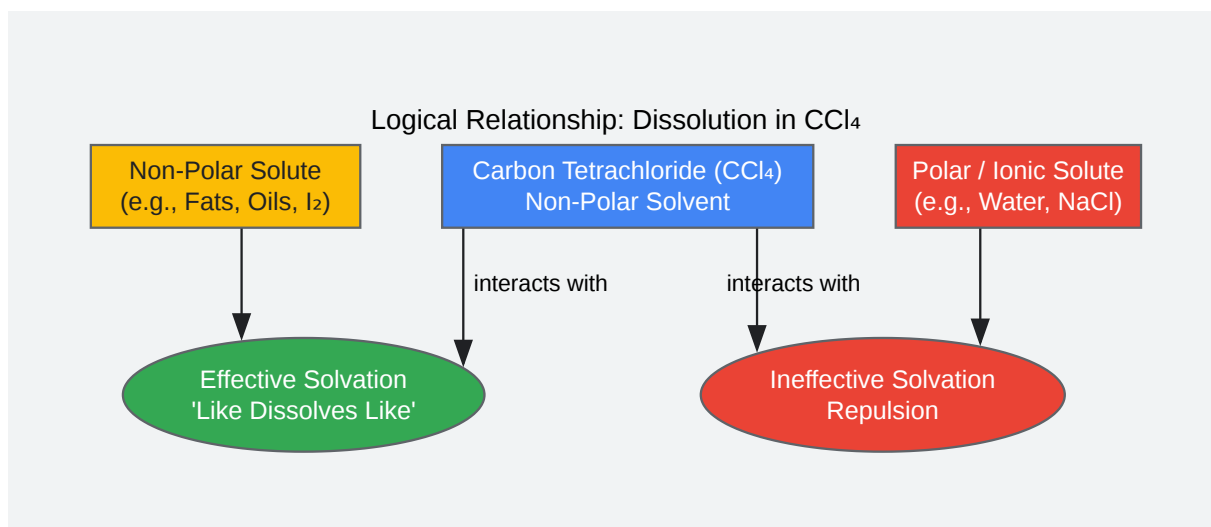 Logical Relationship: Dissolution in CCl₄
Non-Polar Solute
(e.g., Fats, Oils, I₂)
Carbon Tetrachloride (CCl₄)
Non-Polar Solvent
Polar / Ionic Solute
(e.g., Water, NaCl)
interacts with
interacts with
Effective Solvation
'Like Dissolves Like'
Ineffective Solvation
Repulsion